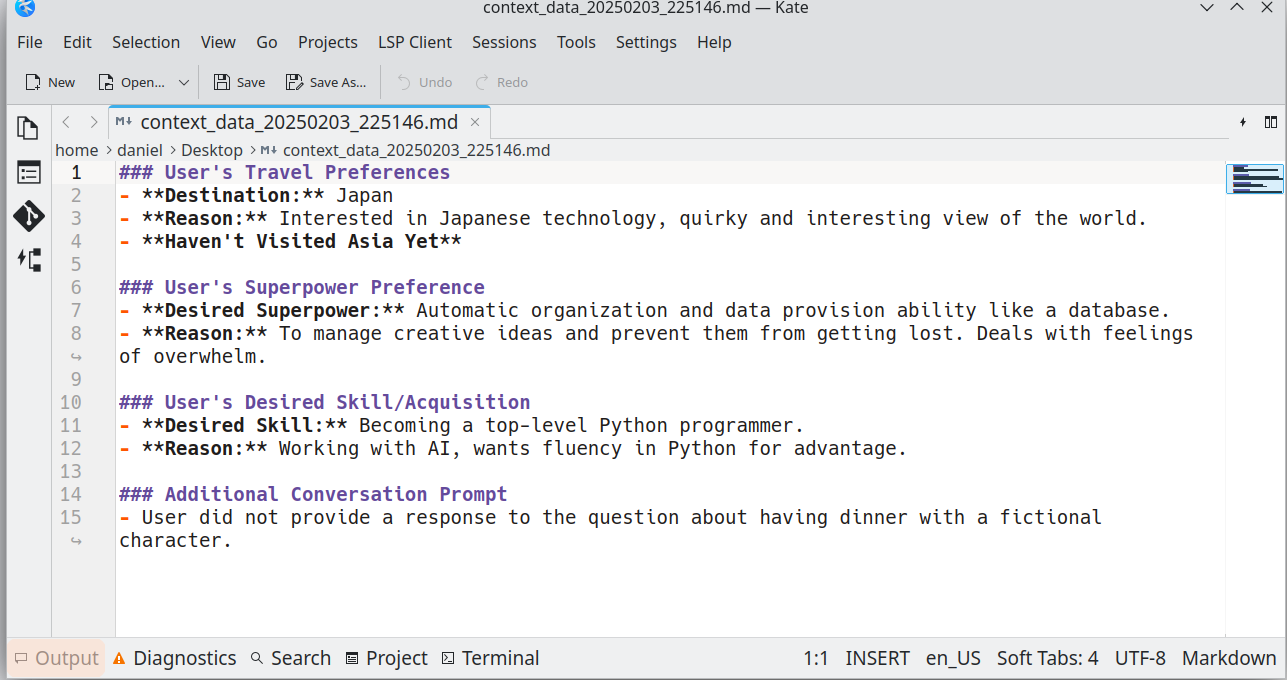 context_data_20250203_225146.md — Kate
File Edit Selection View Go Projects LSP Client Sessions Tools Settings Help
New Open... Save Save As... Undo Redo
M↓ context_data_20250203_225146.md
home > daniel > Desktop > M↓ context_data_20250203_225146.md
1 ### User's Travel Preferences
2 - **Destination:** Japan
3 - **Reason:** Interested in Japanese technology, quirky and interesting view of the world.
4 - **Haven't Visited Asia Yet**
5
6 ### User's Superpower Preference
7 - **Desired Superpower:** Automatic organization and data provision ability like a database.
8 - **Reason:** To manage creative ideas and prevent them from getting lost. Deals with feelings
↪ of overwhelm.
9
10 ### User's Desired Skill/Acquisition
11 - **Desired Skill:** Becoming a top-level Python programmer.
12 - **Reason:** Working with AI, wants fluency in Python for advantage.
13
14 ### Additional Conversation Prompt
15 - User did not provide a response to the question about having dinner with a fictional
↪ character.
Output Diagnostics Search Project Terminal 1:1 INSERT en_US Soft Tabs: 4 UTF-8 Markdown